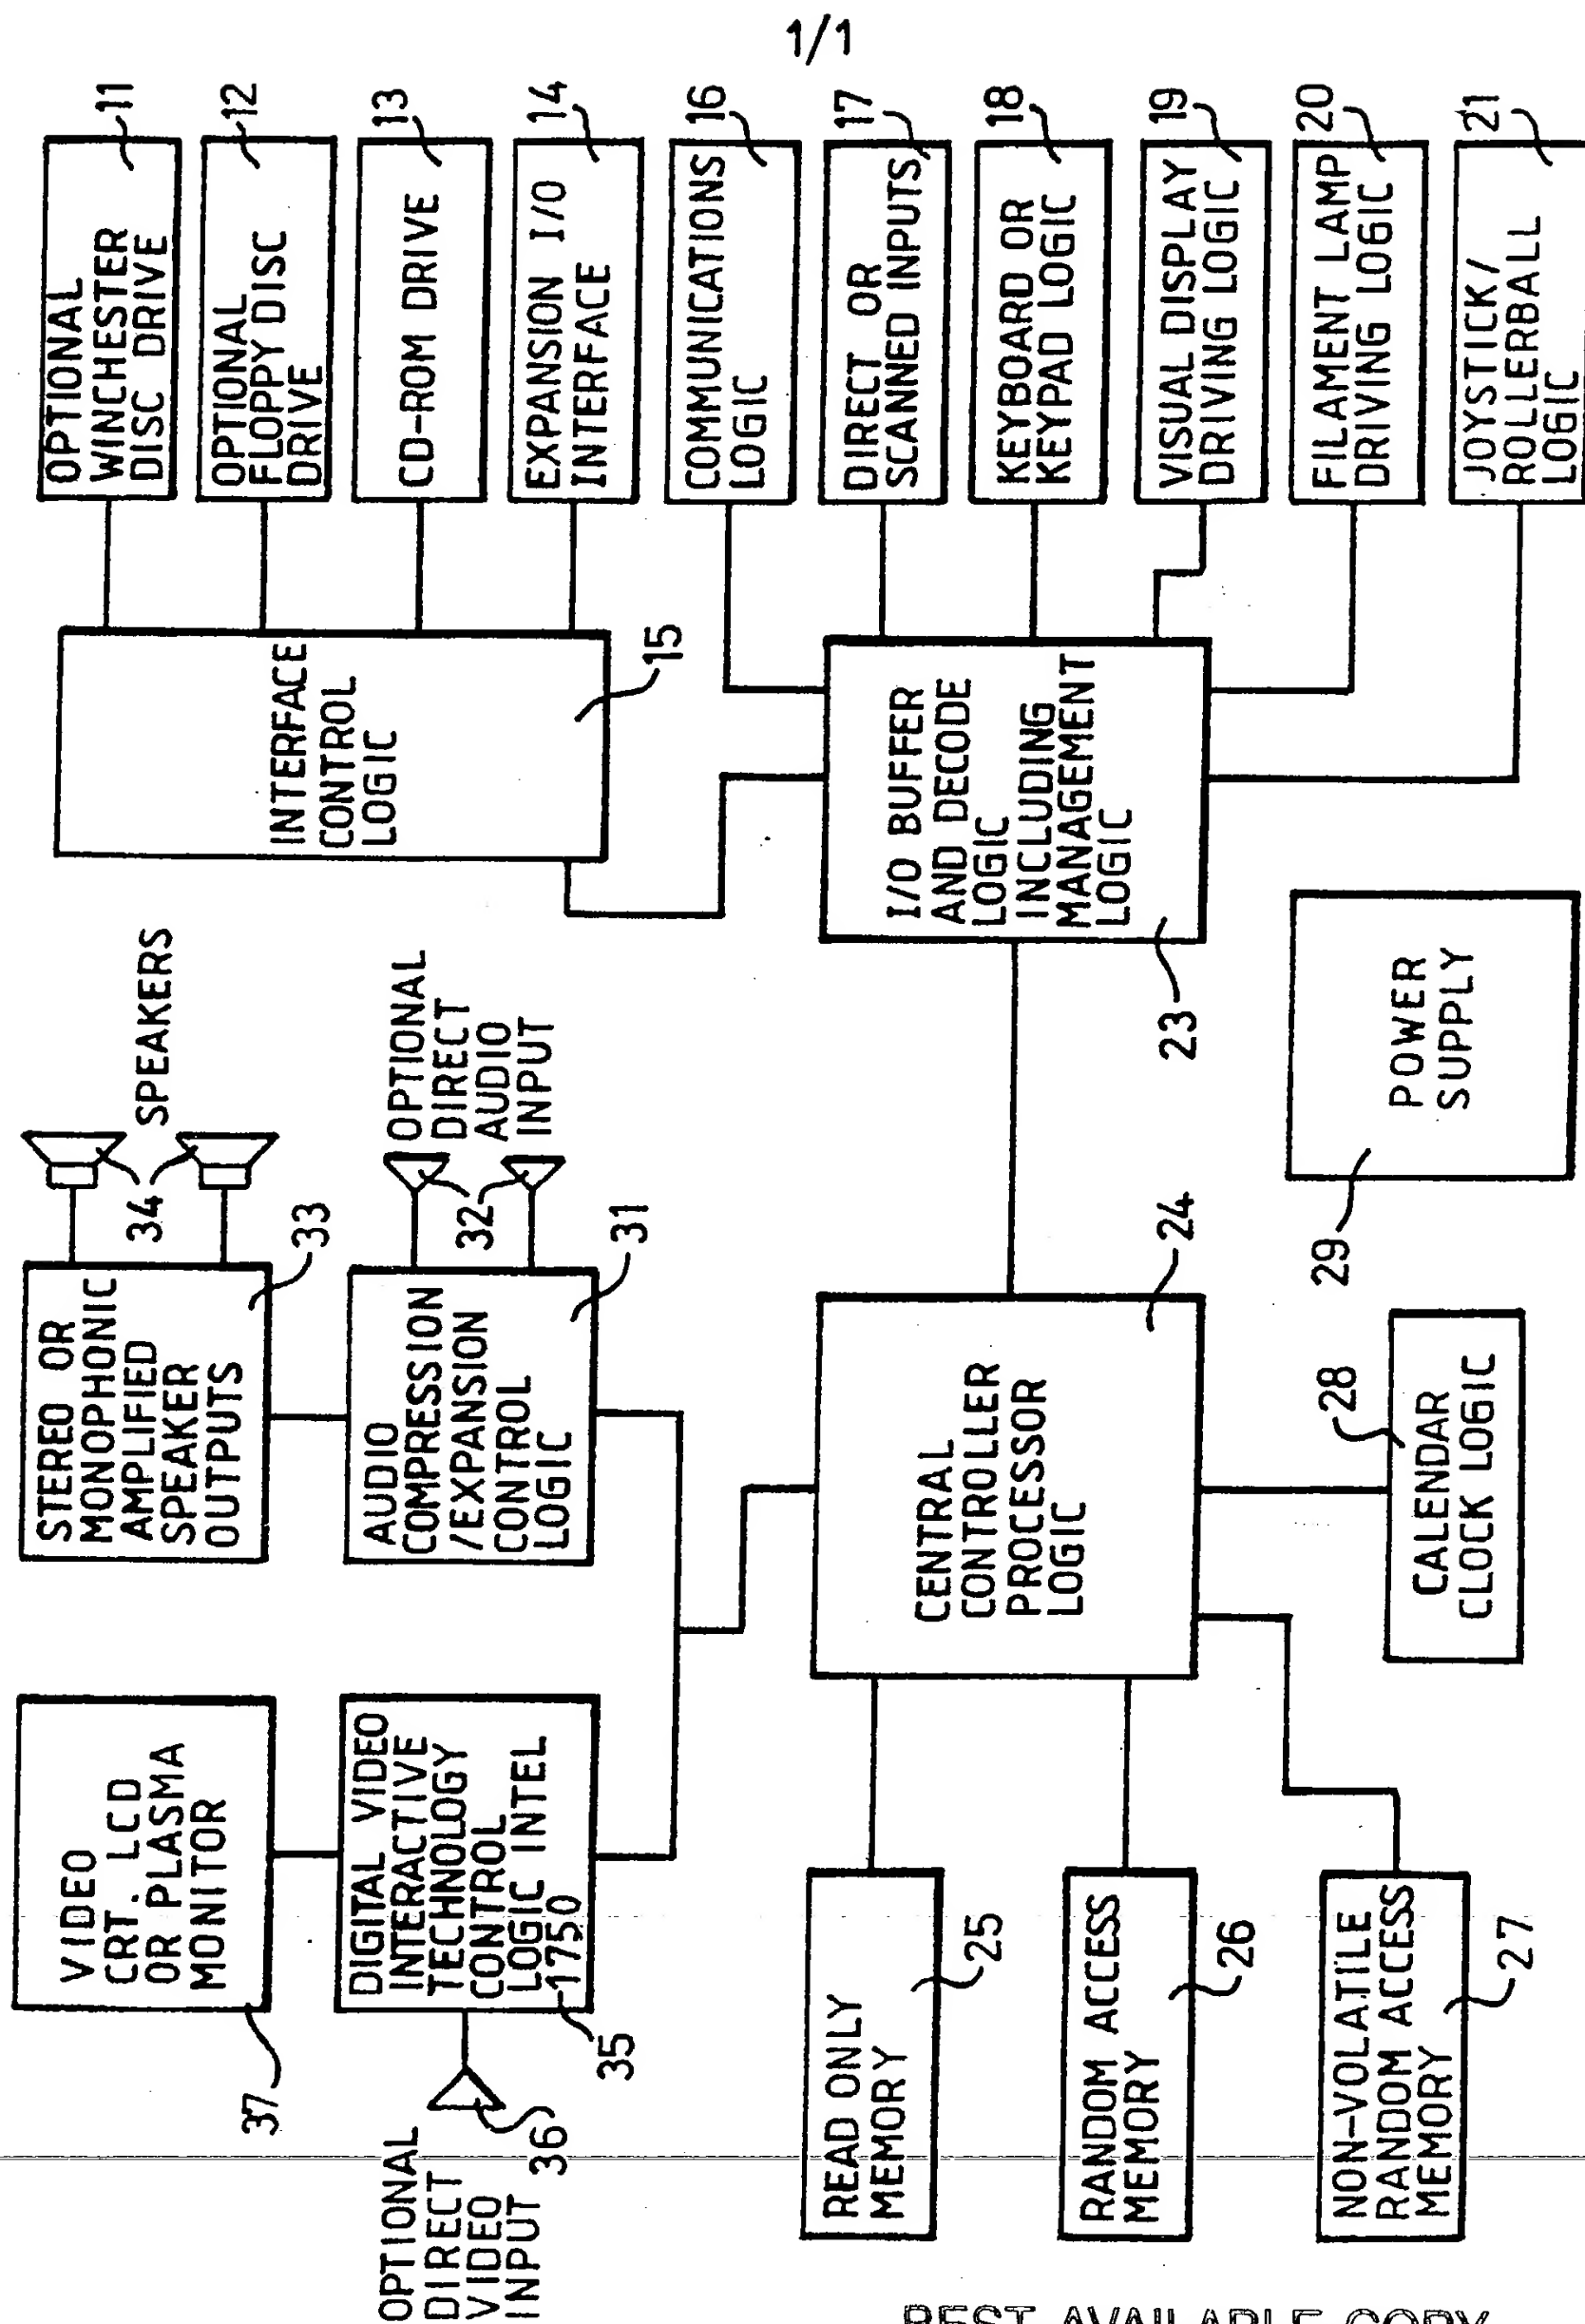 1/1
OPTIONAL
WINCHESTER
DISC DRIVE
11
OPTIONAL
FLOPPY DISC
DRIVE
12
CD-ROM DRIVE
13
EXPANSION I/O
INTERFACE
14
INTERFACE
CONTROL
LOGIC
15
COMMUNICATIONS
LOGIC
16
DIRECT OR
SCANNED INPUTS
17
KEYBOARD OR
KEYPAD LOGIC
18
VISUAL DISPLAY
DRIVING LOGIC
19
FILAMENT LAMP
DRIVING LOGIC
20
JOYSTICK/
ROLLERBALL
LOGIC
21
I/O BUFFER
AND DECODE
LOGIC
INCLUDING
MANAGEMENT
LOGIC
23
SPEAKERS
34
OPTIONAL
DIRECT
AUDIO
INPUT
32
STEREO OR
MONOPHONIC
AMPLIFIED
SPEAKER
OUTPUTS
33
AUDIO
COMPRESSION
/EXPANSION
CONTROL
LOGIC
31
CENTRAL
CONTROLLER
PROCESSOR
LOGIC
24
POWER
SUPPLY
29
CALENDAR
CLOCK LOGIC
28
VIDEO
CRT. LCD
OR PLASMA
MONITOR
37
DIGITAL VIDEO
INTERACTIVE
TECHNOLOGY
CONTROL
LOGIC INTEL
1750
35
OPTIONAL
DIRECT
VIDEO
INPUT
36
READ ONLY
MEMORY
25
RANDOM ACCESS
MEMORY
26
NON-VOLATILE
RANDOM ACCESS
MEMORY
27
BEST AVAILABLE COPY